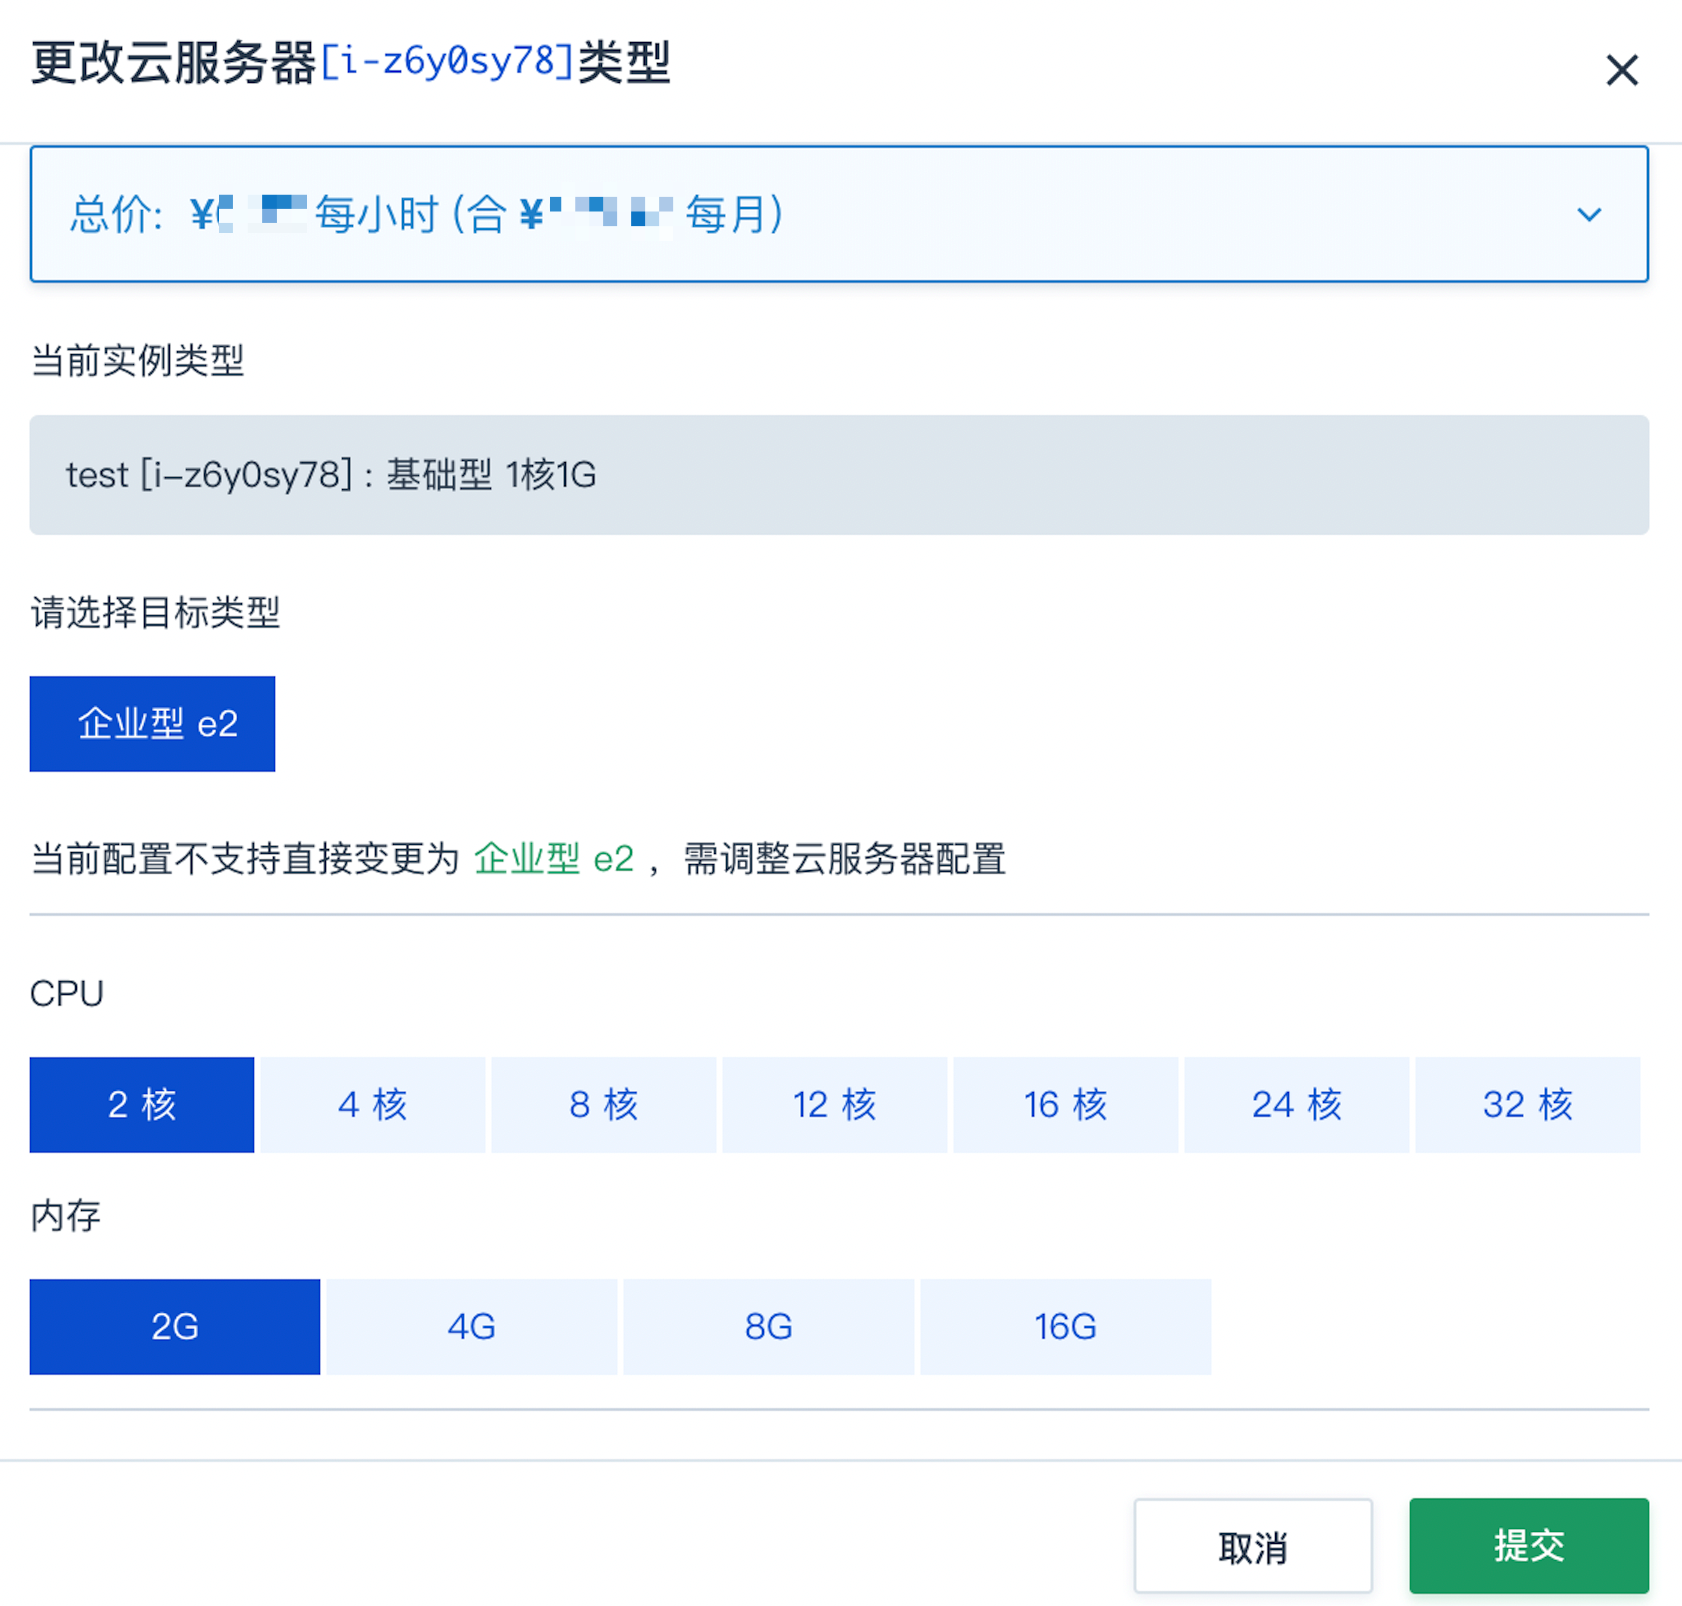 更改云服务器[i-z6y0sy78]类型
总价: ¥ 每小时 (合 ¥ 每月)
当前实例类型
test [i-z6y0sy78] : 基础型 1核1G
请选择目标类型
企业型 e2
当前配置不支持直接变更为 企业型 e2 ，需调整云服务器配置
CPU
2 核 4 核 8 核 12 核 16 核 24 核 32 核
内存
2G 4G 8G 16G
取消 提交